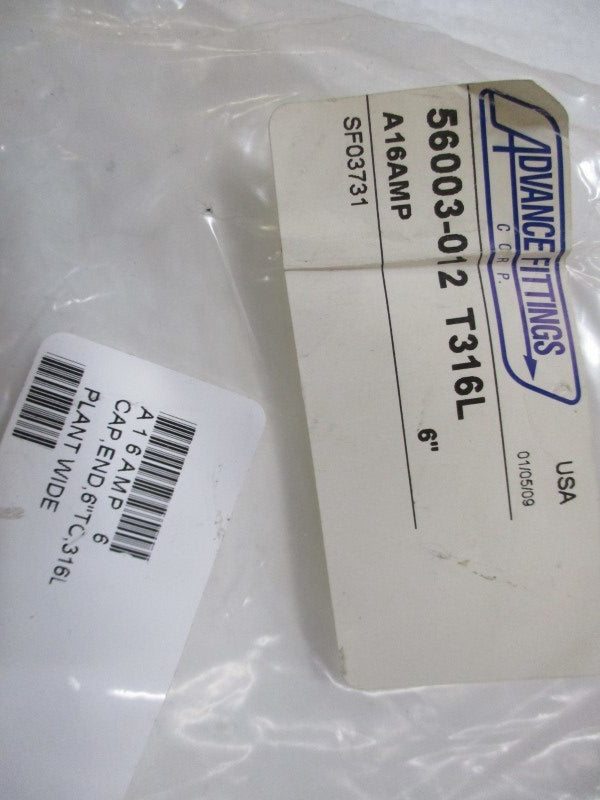 ADVANCE FITTINGS
CORP.
USA
01/05/09
56003-012 T316L
A16AMP 6"
SF03731
A16AMP 6
CAP,END,6"TC,316L
PLANT WIDE